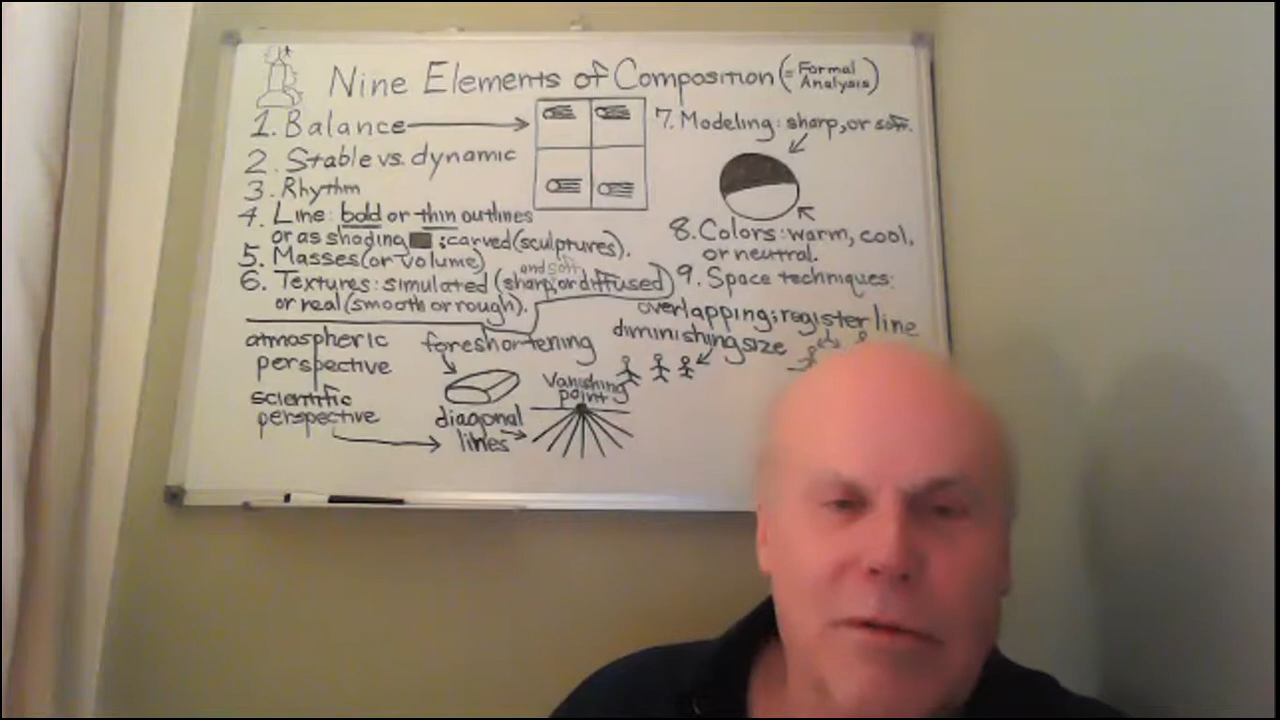 Nine Elements of Composition (= Formal Analysis)
1. Balance
2. Stable vs. dynamic
3. Rhythm
4. Line: bold or thin outlines
or as shading ; carved (sculptures).
5. Masses (or volume)
and soft
6. Textures: simulated (sharp, or diffused)
or real (smooth or rough).
7. Modeling: sharp, or soft.
8. Colors: warm, cool,
or neutral.
9. Space techniques:
overlapping; register line
diminishing size
atmospheric
perspective
scientific
perspective
foreshortening
diagonal
lines
Vanishing
point